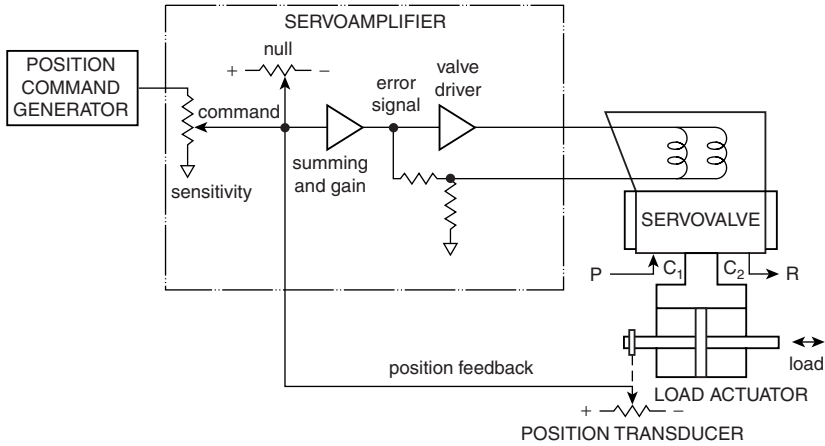 SERVOAMPLIFIER
POSITION
COMMAND
GENERATOR
null
+ −
command
sensitivity
error
signal
valve
driver
summing
and gain
SERVOVALVE
P C₁ C₂ R
load
position feedback
LOAD ACTUATOR
+ −
POSITION TRANSDUCER